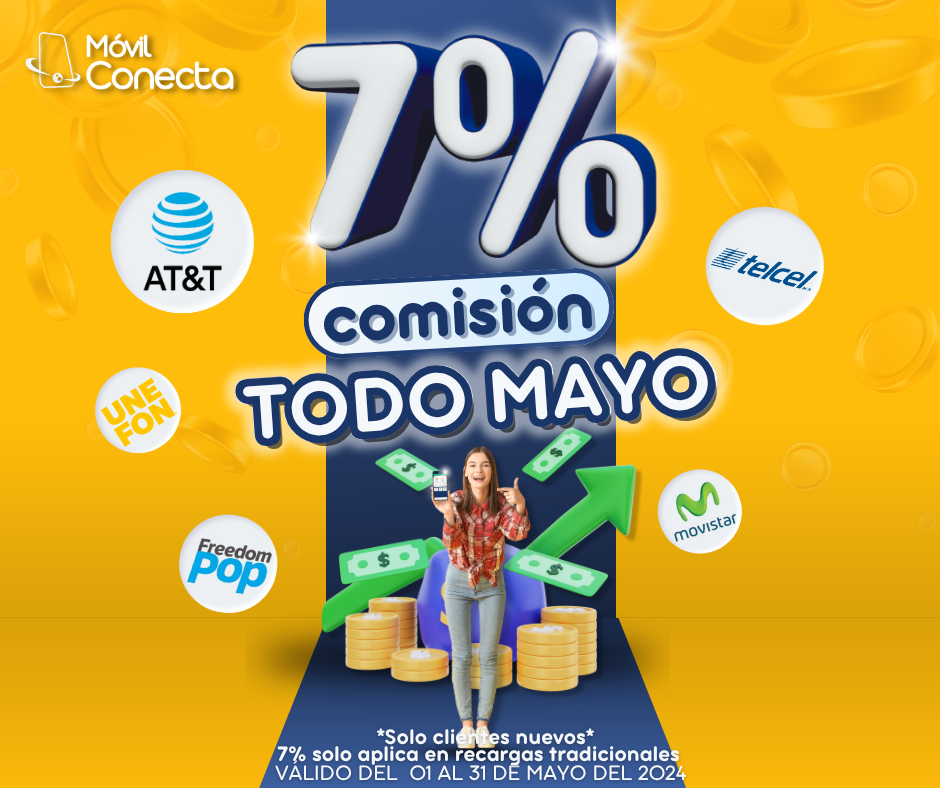 Móvil
Conecta
7%
AT&T
telcel
comisión
TODO MAYO
UNE
FON
movistar
Freedom
Pop
*Solo clientes nuevos*
7% solo aplica en recargas tradicionales
VÁLIDO DEL 01 AL 31 DE MAYO DEL 2024